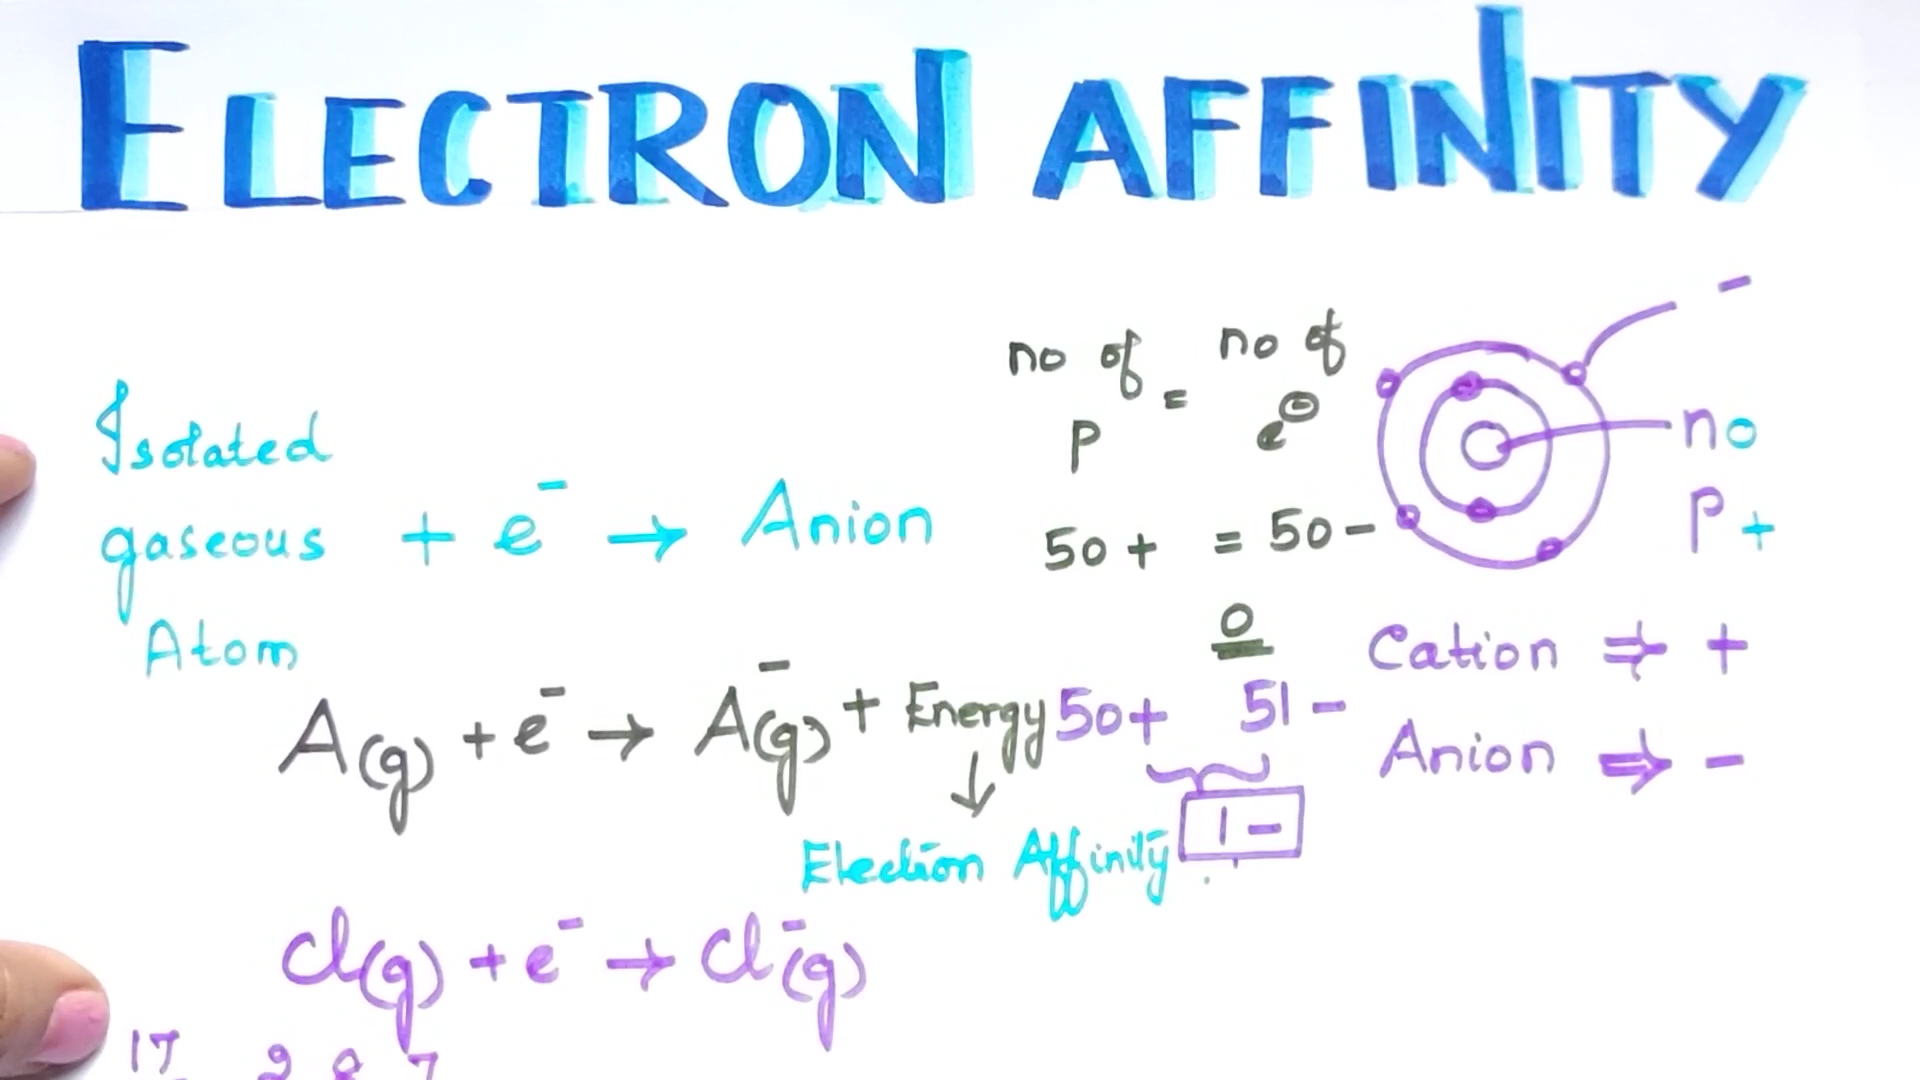 ELECTRON AFFINITY
Isolated
gaseous + e⁻ → Anion
Atom
A(g) + e⁻ → A⁻(g) + Energy
↓
Electron Affinity
Cl(g) + e⁻ → Cl⁻(g)
17 2 8 7
no of = no of
P e⊖
50+ = 50-
0
50+ 51-
1-
-
no
P+
Cation ⇒ +
Anion ⇒ -